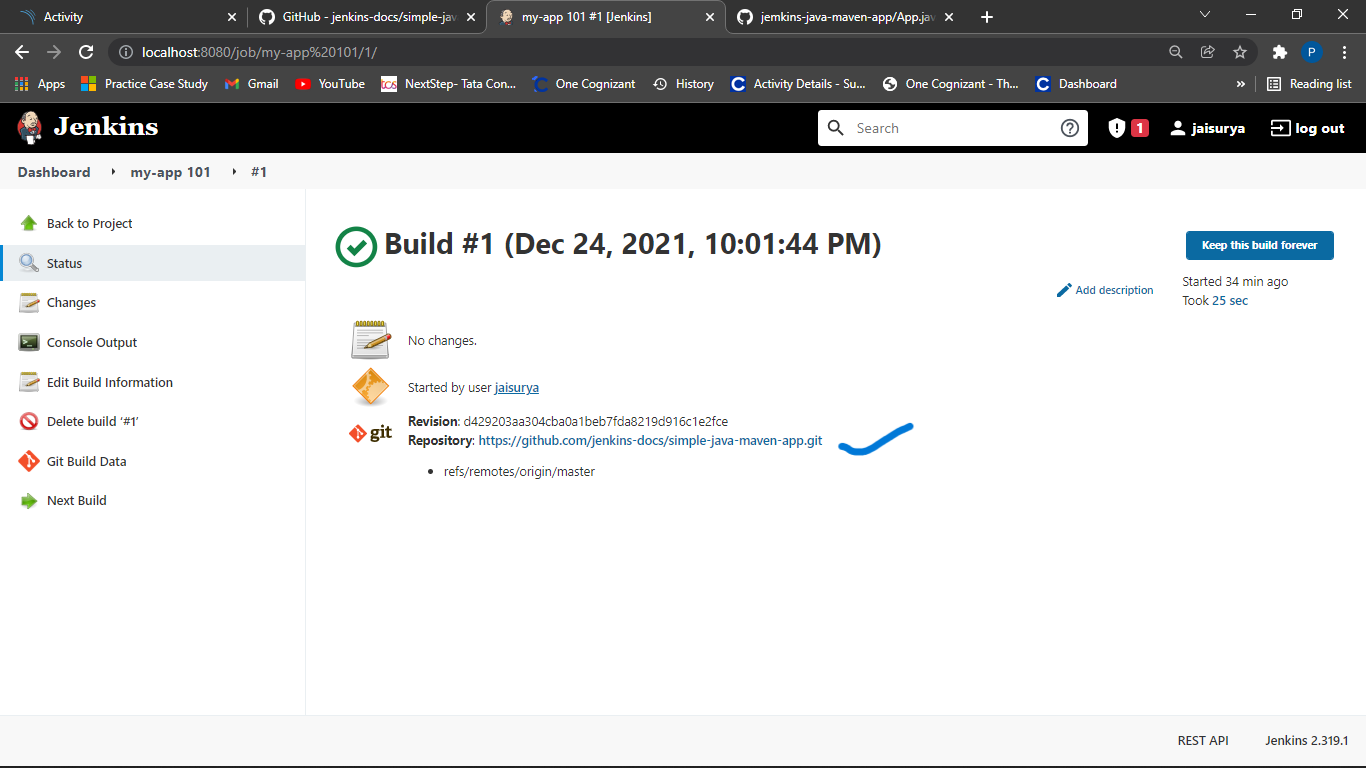 Activity
GitHub - jenkins-docs/simple-jav
my-app 101 #1 [Jenkins]
jemkins-java-maven-app/App.jav
localhost:8080/job/my-app%20101/1/
P
Apps
Practice Case Study
Gmail
YouTube
NextStep- Tata Con...
One Cognizant
History
Activity Details - Su...
One Cognizant - Th...
Dashboard
»
Reading list
Jenkins
Search
1
jaisurya
log out
Dashboard
my-app 101
#1
Back to Project
Status
Changes
Console Output
Edit Build Information
Delete build ‘#1’
Git Build Data
Next Build
Build #1 (Dec 24, 2021, 10:01:44 PM)
Keep this build forever
Add description
Started 34 min ago
Took 25 sec
No changes.
Started by user jaisurya
git
Revision: d429203aa304cba0a1beb7fda8219d916c1e2fce
Repository: https://github.com/jenkins-docs/simple-java-maven-app.git
• refs/remotes/origin/master
REST API
Jenkins 2.319.1